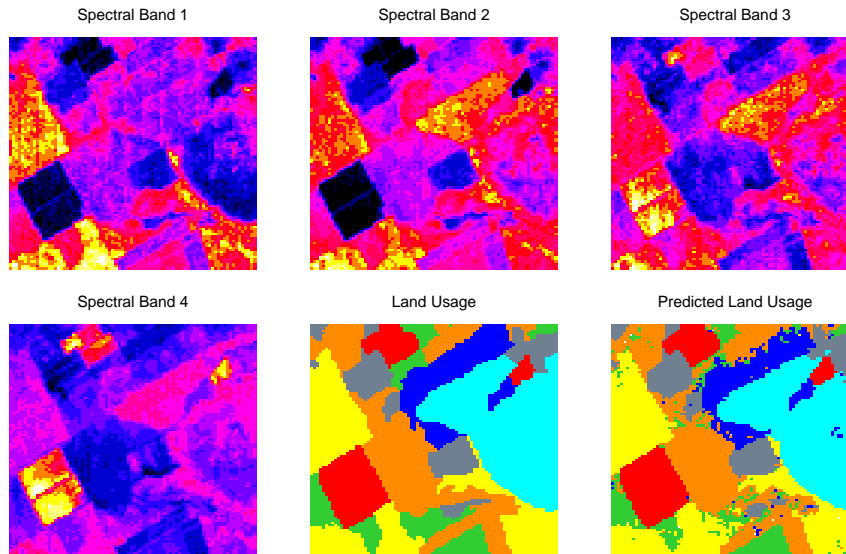 Spectral Band 1
Spectral Band 2
Spectral Band 3
Spectral Band 4
Land Usage
Predicted Land Usage